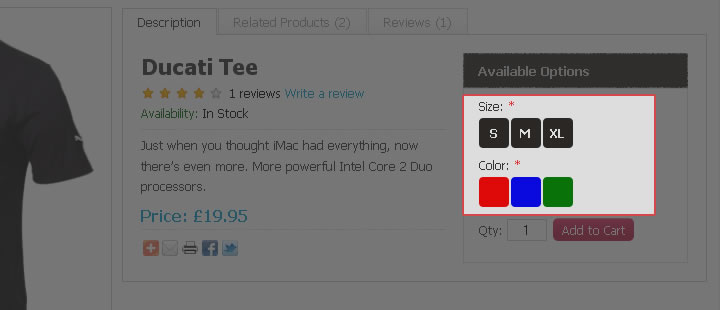 Description
Related Products (2)
Reviews (1)
Ducati Tee
1 reviews Write a review
Availability: In Stock
Just when you thought iMac had everything, now
there's even more. More powerful Intel Core 2 Duo
processors.
Price: £19.95
Available Options
Size: *
S M XL
Color: *
Qty: 1 Add to Cart